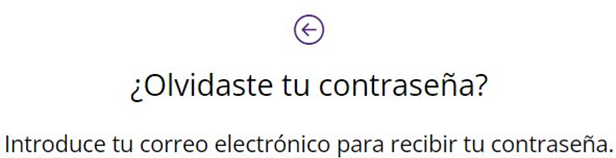 ¿Olvidaste tu contraseña?
Introduce tu correo electrónico para recibir tu contraseña.